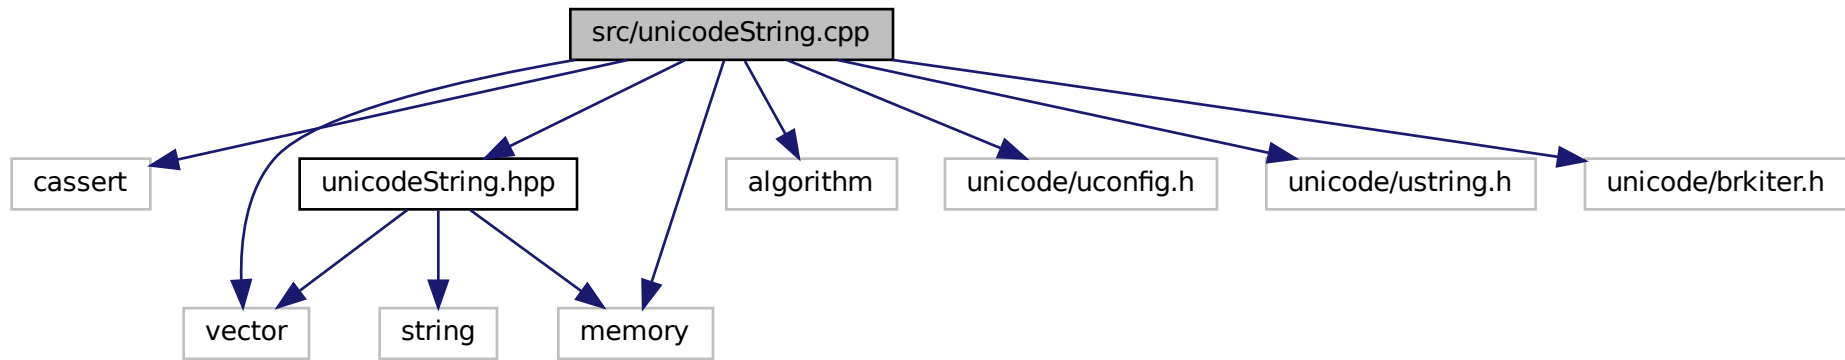 src/unicodeString.cpp
cassert
unicodeString.hpp
algorithm
unicode/uconfig.h
unicode/ustring.h
unicode/brkiter.h
vector
string
memory